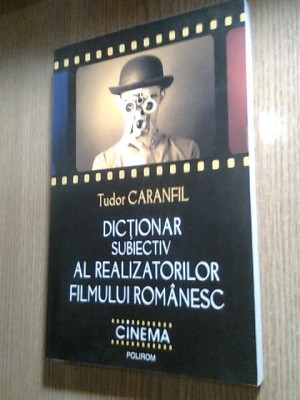 Tudor CARANFIL
DICȚIONAR
SUBIECTIV
AL REALIZATORILOR
FILMULUI ROMÂNESC
CINEMA
POLIROM